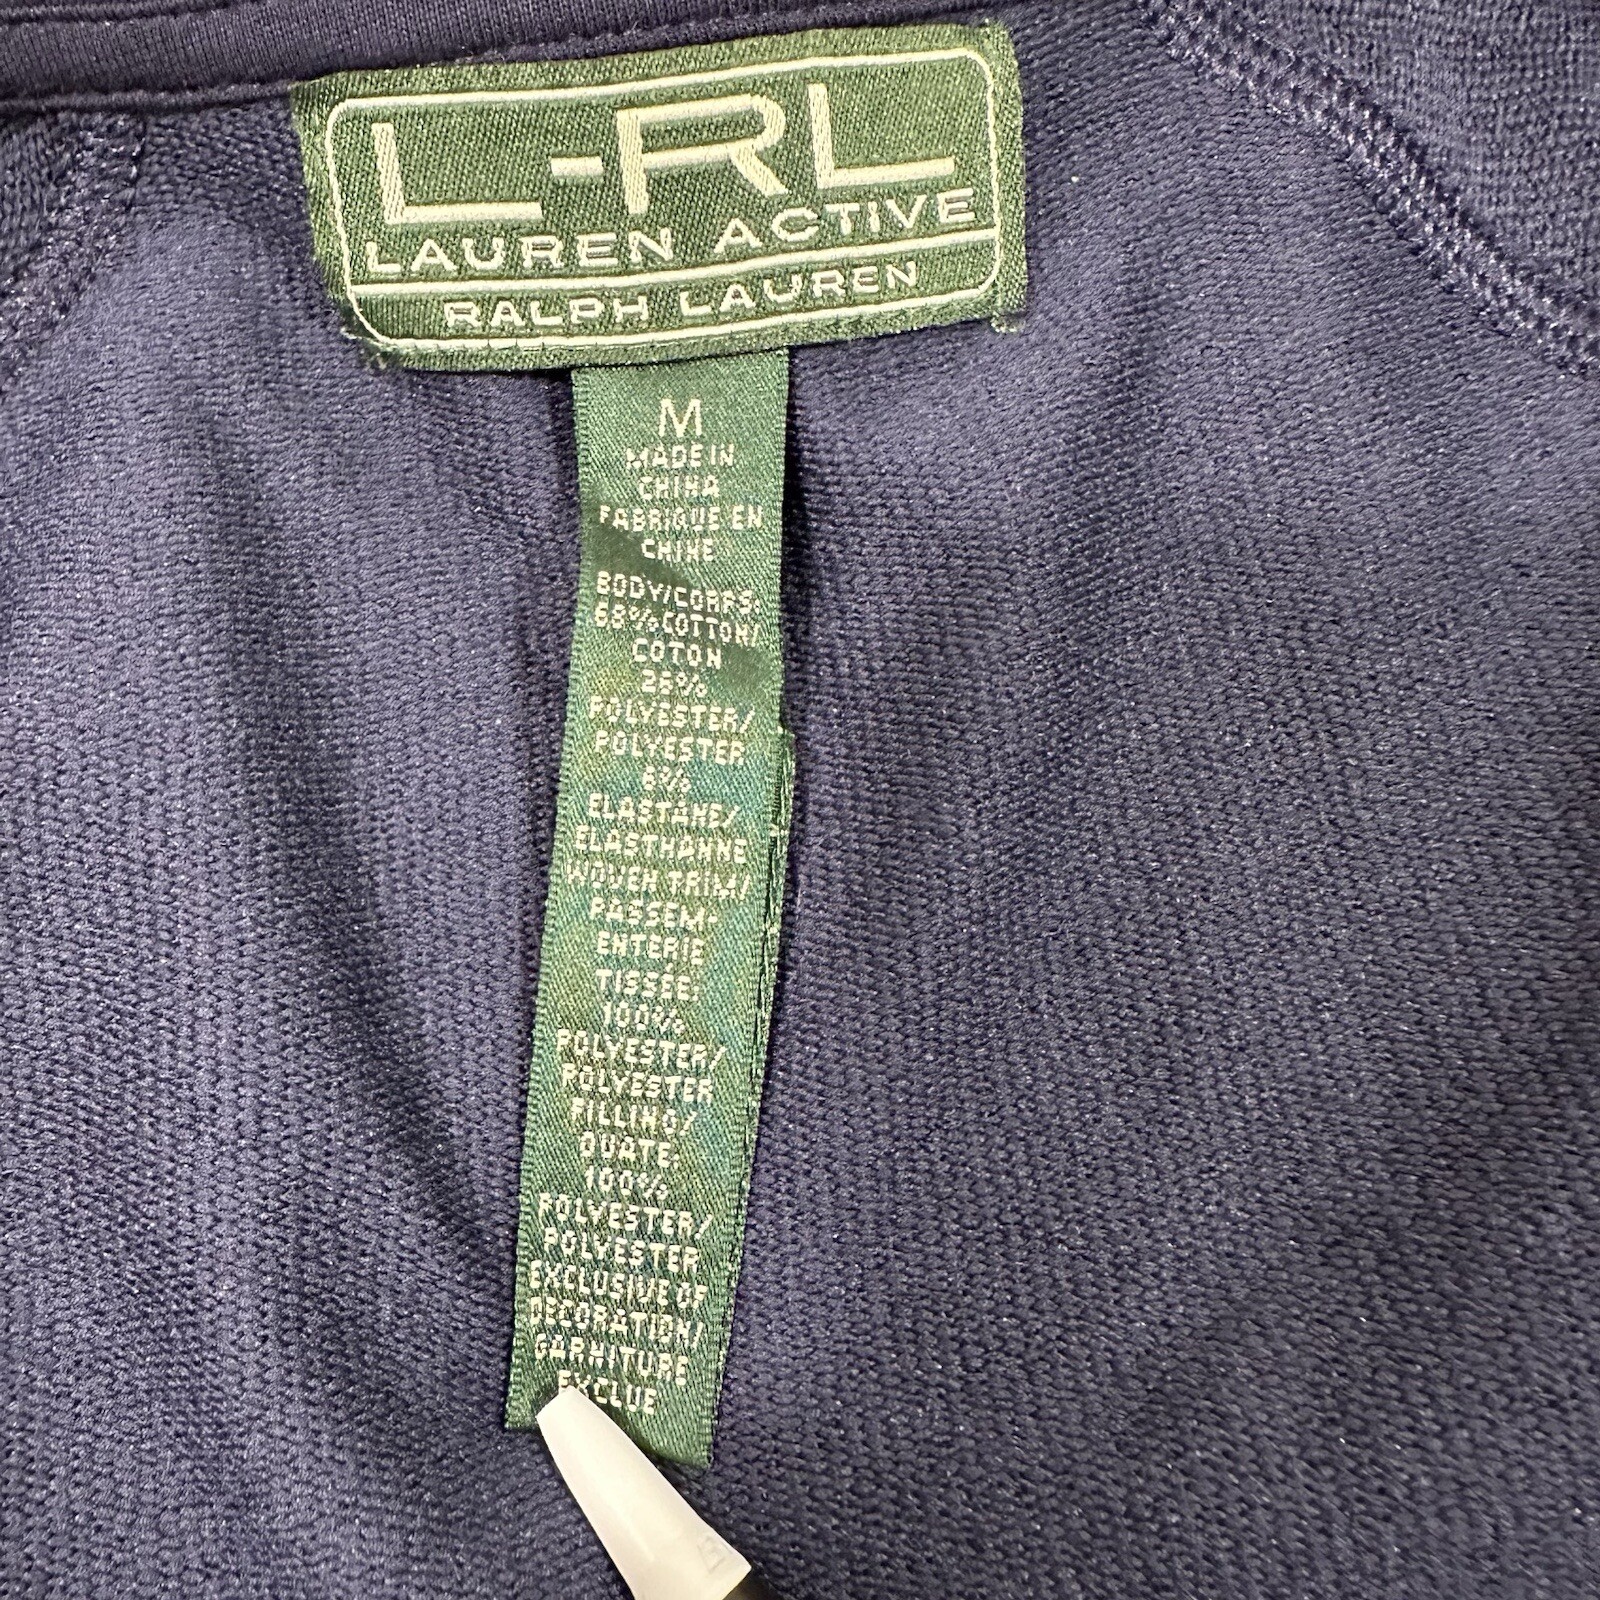 L-RL
LAUREN ACTIVE
RALPH LAUREN
M
MADE IN
CHINA
FABRIQUE EN
CHINE
BODY/CORPS:
68% COTTON/
COTON
26%
POLYESTER/
POLYESTER
6%
ELASTANE/
ELASTHANNE
WOVEN TRIM/
PASSEM-
ENTERIE
TISSÉE:
100%
POLYESTER/
POLYESTER
FILLING/
OUATE:
100%
POLYESTER/
POLYESTER
EXCLUSIVE OF
DECORATION/
GARNITURE
EXCLUE